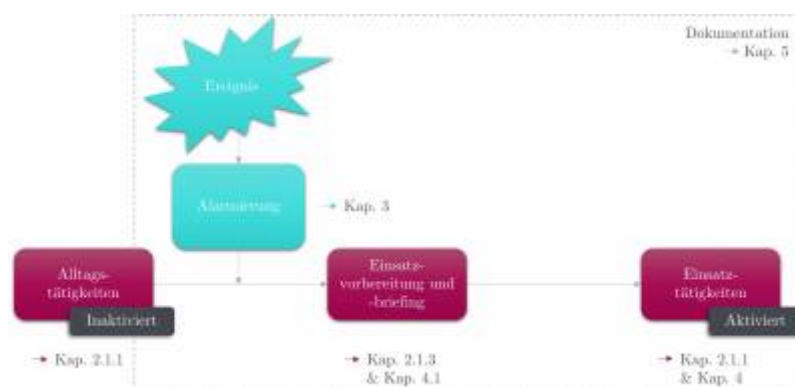 Dokumentation
→ Kap. 5
Ereignis
Alarmierung
→ Kap. 3
Alltags-
tätigkeiten
Inaktiviert
→ Kap. 2.1.1
Einsatz-
vorbereitung und
-briefing
→ Kap. 2.1.3
& Kap. 4.1
Einsatz-
tätigkeiten
Aktiviert
→ Kap. 2.1.1
& Kap. 4